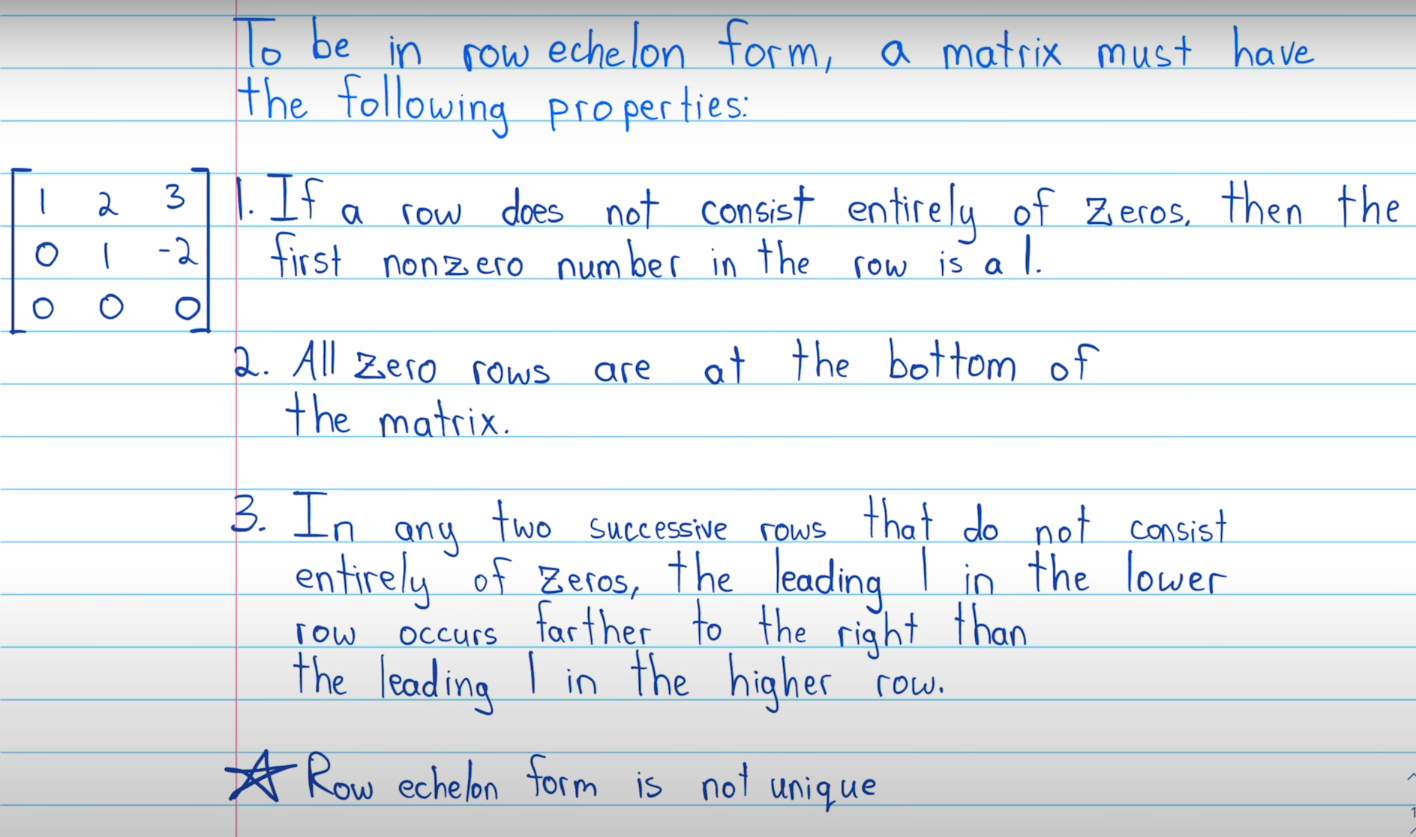 To be in row echelon form, a matrix must have
the following properties:
1 2 3
0 1 -2
0 0 0
1. If a row does not consist entirely of zeros, then the
first nonzero number in the row is a 1.
2. All zero rows are at the bottom of
the matrix.
3. In any two successive rows that do not consist
entirely of zeros, the leading 1 in the lower
row occurs farther to the right than
the leading 1 in the higher row.
☆ Row echelon form is not unique